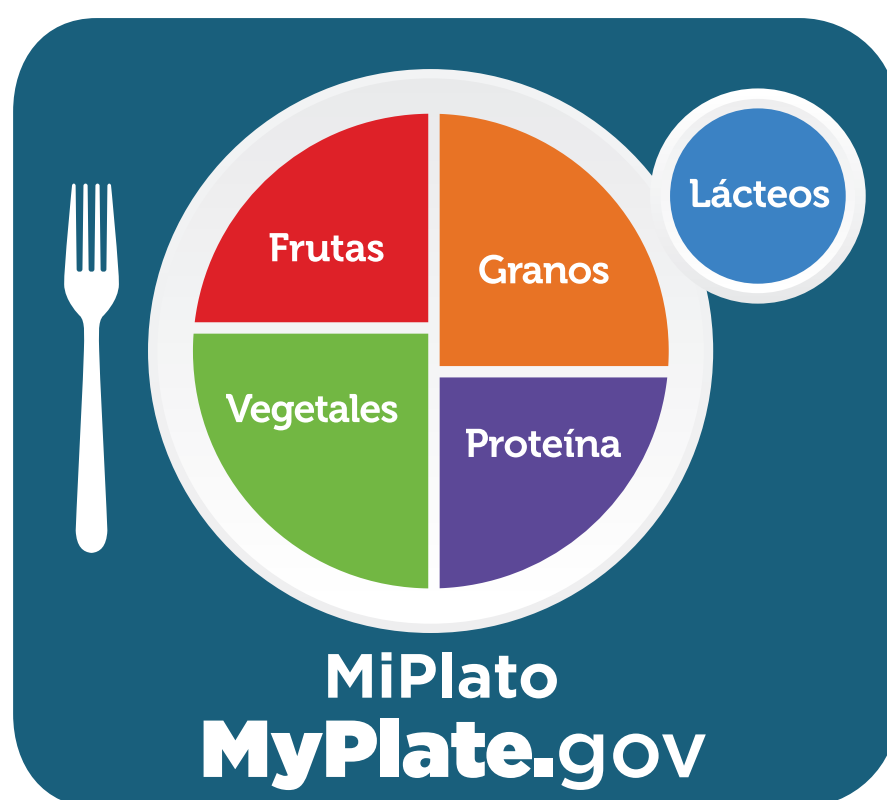 Frutas
Granos
Lácteos
Vegetales
Proteína
MiPlato
MyPlate.gov